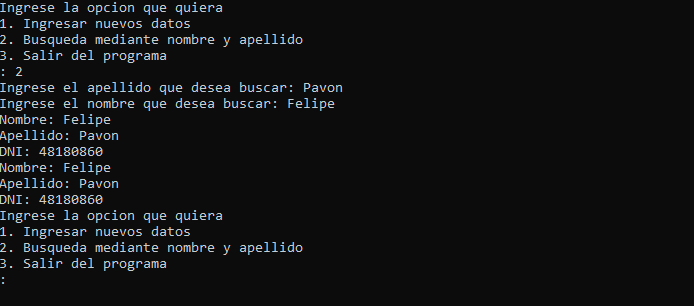 Ingrese la opcion que quiera
1. Ingresar nuevos datos
2. Busqueda mediante nombre y apellido
3. Salir del programa
: 2
Ingrese el apellido que desea buscar: Pavon
Ingrese el nombre que desea buscar: Felipe
Nombre: Felipe
Apellido: Pavon
DNI: 48180860
Nombre: Felipe
Apellido: Pavon
DNI: 48180860
Ingrese la opcion que quiera
1. Ingresar nuevos datos
2. Busqueda mediante nombre y apellido
3. Salir del programa
: